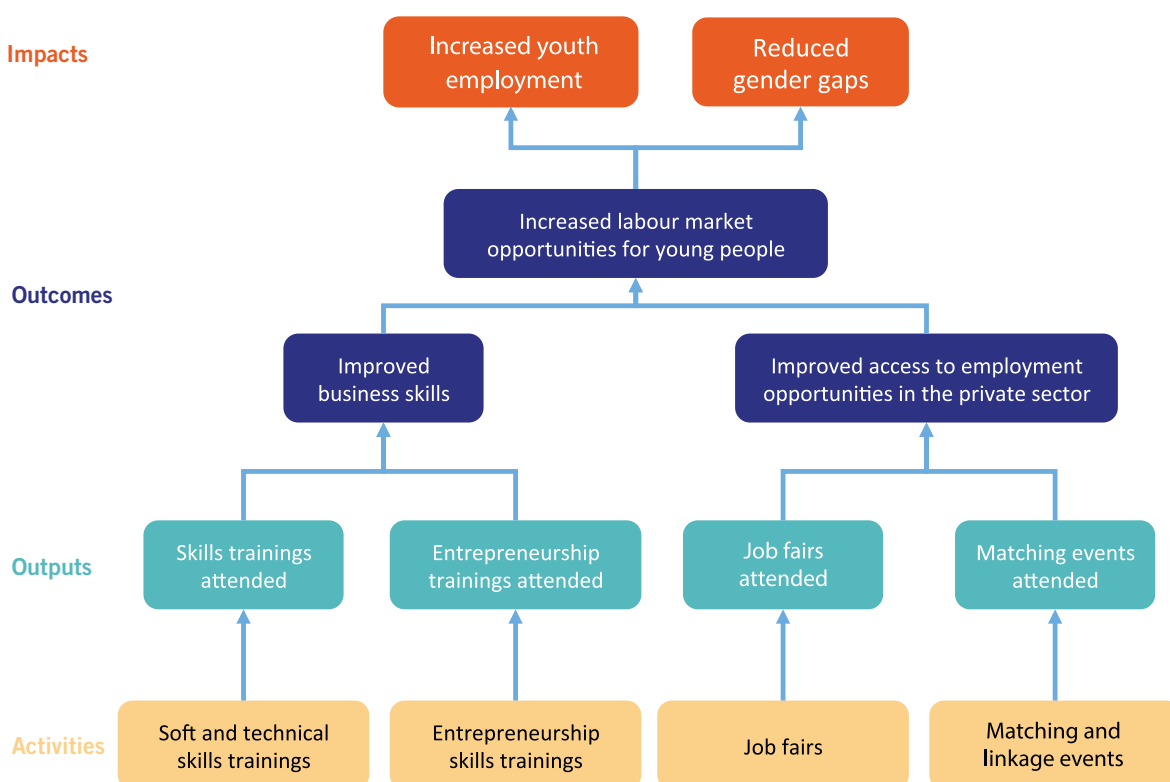 Impacts
Increased youth
employment
Reduced
gender gaps
Increased labour market
opportunities for young people
Outcomes
Improved
business skills
Improved access to employment
opportunities in the private sector
Outputs
Skills trainings
attended
Entrepreneurship
trainings attended
Job fairs
attended
Matching events
attended
Activities
Soft and technical
skills trainings
Entrepreneurship
skills trainings
Job fairs
Matching and
linkage events